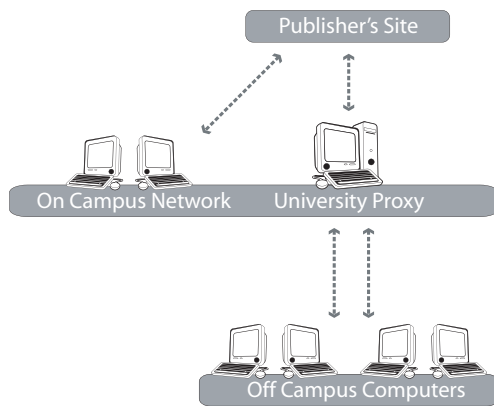 Publisher's Site
On Campus Network
University Proxy
Off Campus Computers